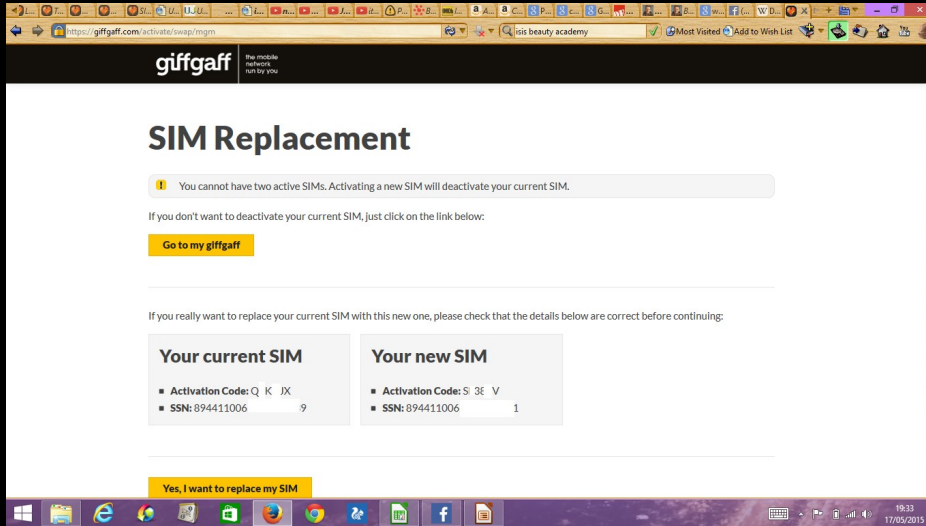 https://giffgaff.com/activate/swap/mgm
isis beauty academy
Most Visited
Add to Wish List
giffgaff
the mobile
network
run by you
SIM Replacement
You cannot have two active SIMs. Activating a new SIM will deactivate your current SIM.
If you don't want to deactivate your current SIM, just click on the link below:
Go to my giffgaff
If you really want to replace your current SIM with this new one, please check that the details below are correct before continuing:
Your current SIM
Activation Code: Q K JX
SSN: 894411006 9
Your new SIM
Activation Code: S 38 V
SSN: 894411006 1
Yes, I want to replace my SIM
19:33
17/05/2015